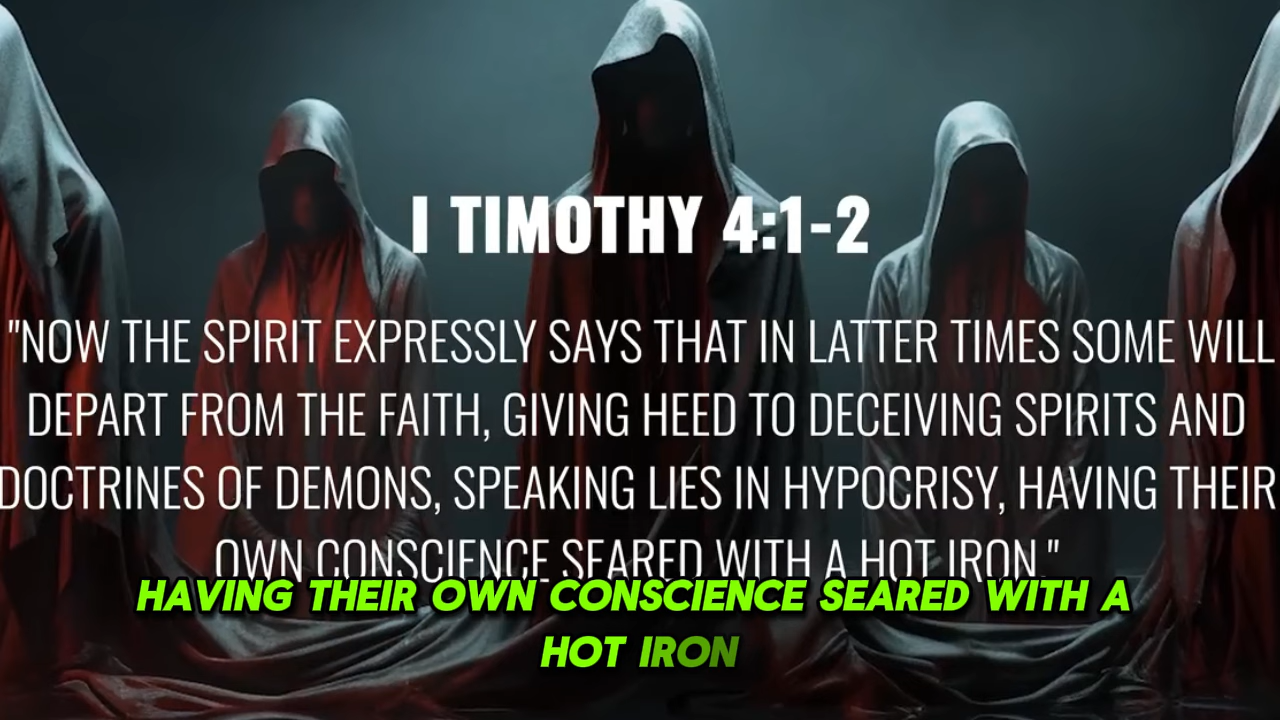 I TIMOTHY 4:1-2
"NOW THE SPIRIT EXPRESSLY SAYS THAT IN LATTER TIMES SOME WILL
DEPART FROM THE FAITH, GIVING HEED TO DECEIVING SPIRITS AND
DOCTRINES OF DEMONS, SPEAKING LIES IN HYPOCRISY, HAVING THEIR
OWN CONSCIENCE SEARED WITH A HOT IRON."
HAVING THEIR OWN CONSCIENCE SEARED WITH A
HOT IRON